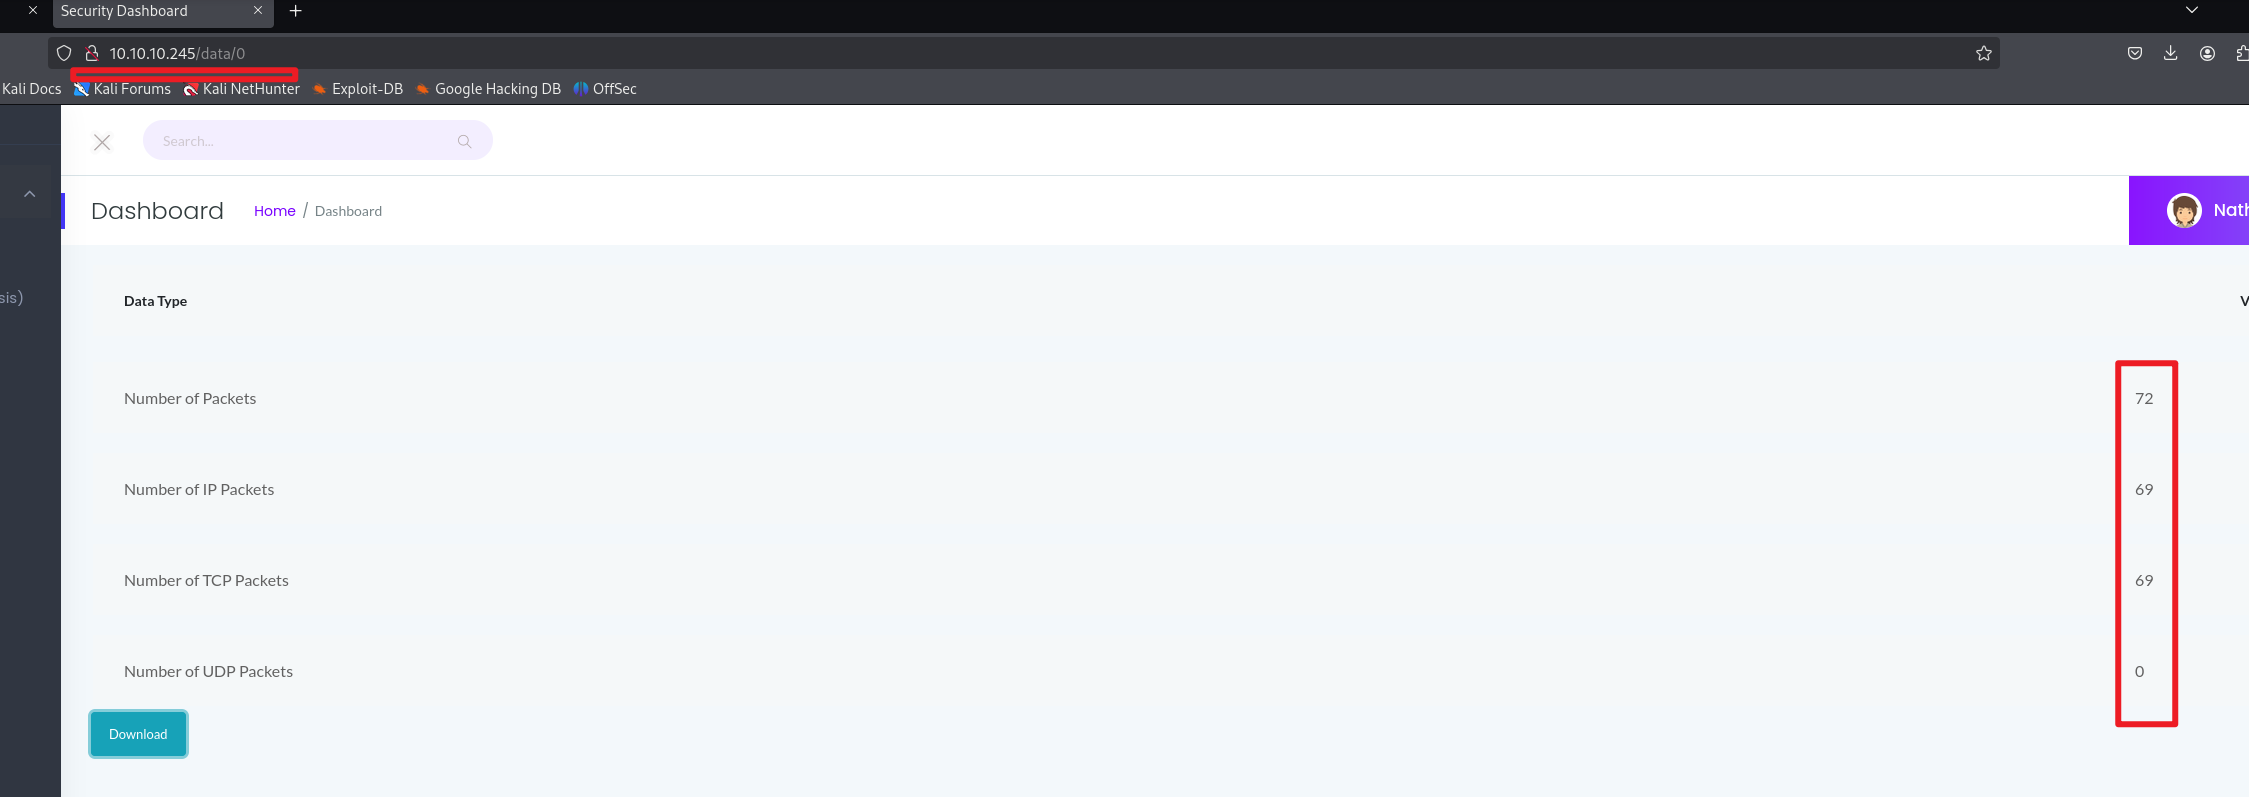 Security Dashboard
10.10.10.245/data/0
Kali Docs Kali Forums Kali NetHunter Exploit-DB Google Hacking DB OffSec
Search...
Dashboard Home / Dashboard Nath
sis)
Data Type V
Number of Packets 72
Number of IP Packets 69
Number of TCP Packets 69
Number of UDP Packets 0
Download